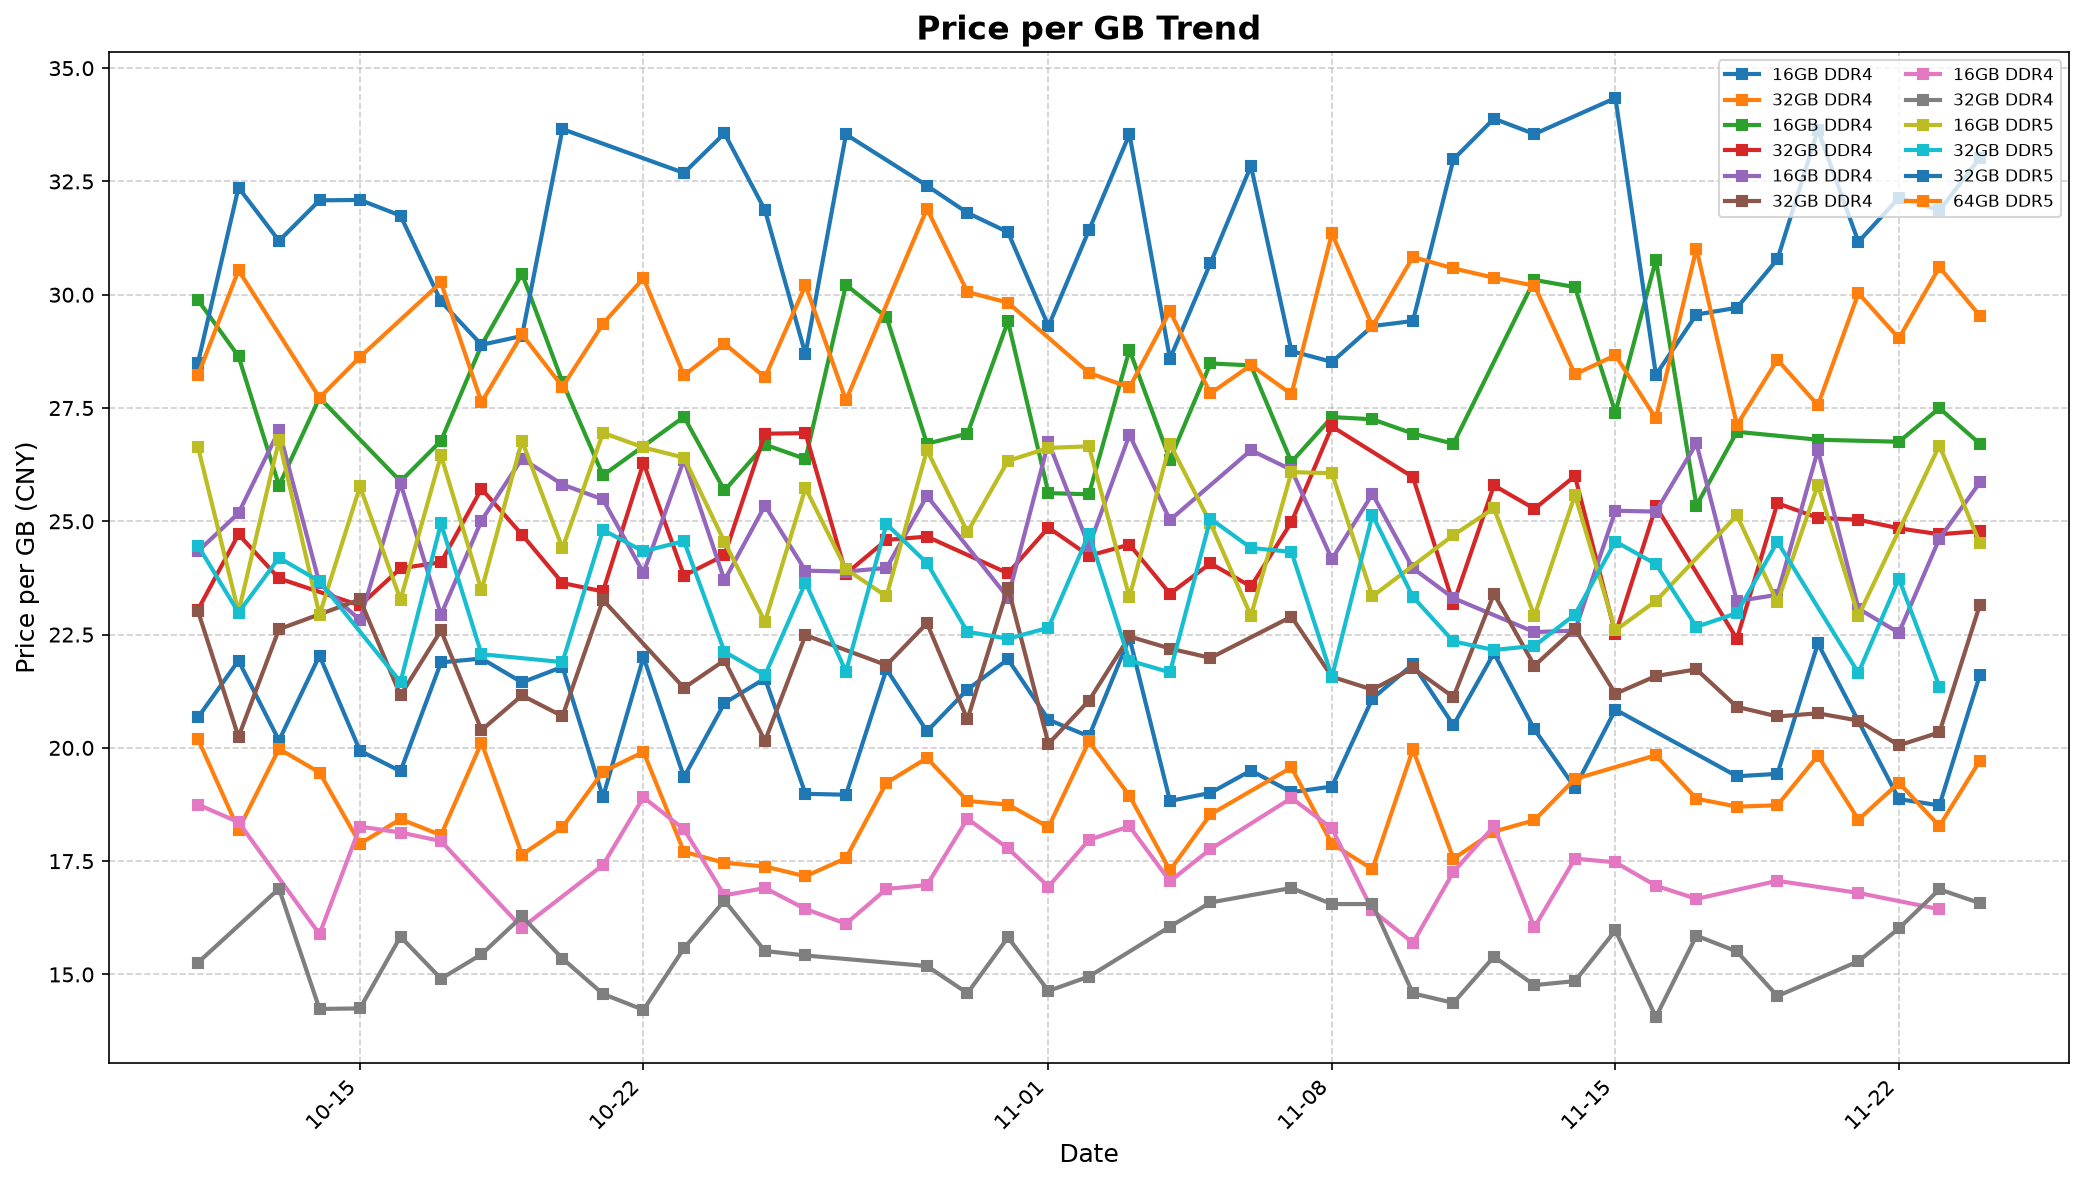 Price per GB Trend
35.0
32.5
30.0
27.5
25.0
22.5
20.0
17.5
15.0
Price per GB (CNY)
16GB DDR4
32GB DDR4
16GB DDR4
32GB DDR4
16GB DDR4
32GB DDR4
16GB DDR4
32GB DDR4
16GB DDR5
32GB DDR5
32GB DDR5
64GB DDR5
10-15
10-22
11-01
11-08
11-15
11-22
Date